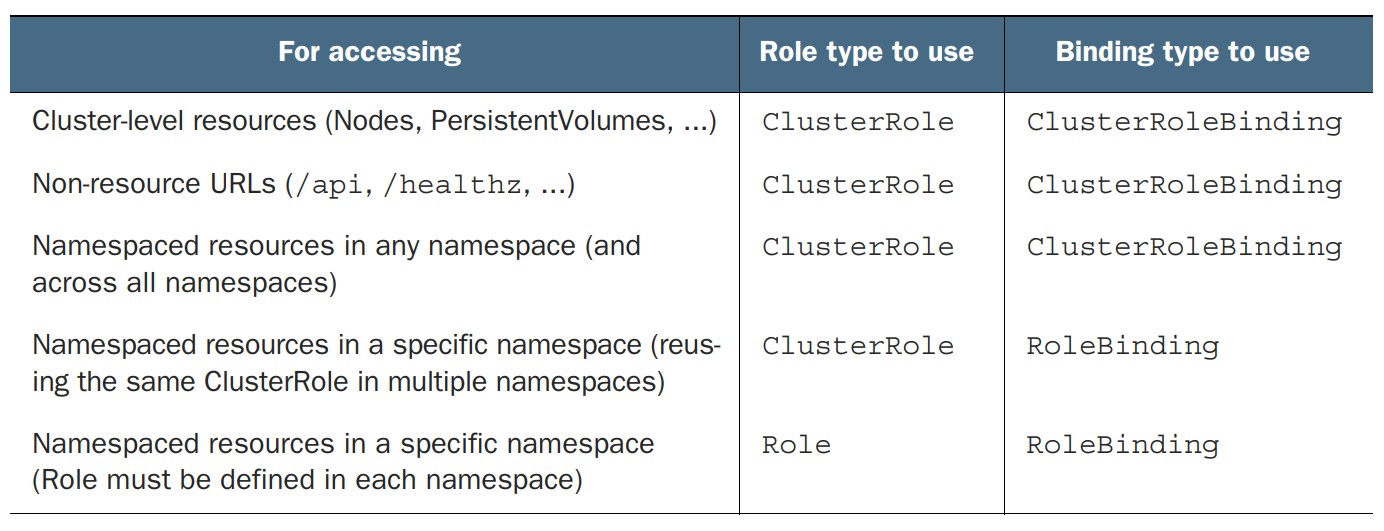 For accessing Role type to use Binding type to use
Cluster-level resources (Nodes, PersistentVolumes, ...) ClusterRole ClusterRoleBinding
Non-resource URLs (/api, /healthz, ...) ClusterRole ClusterRoleBinding
Namespaced resources in any namespace (and ClusterRole ClusterRoleBinding
across all namespaces)
Namespaced resources in a specific namespace (reus- ClusterRole RoleBinding
ing the same ClusterRole in multiple namespaces)
Namespaced resources in a specific namespace Role RoleBinding
(Role must be defined in each namespace)